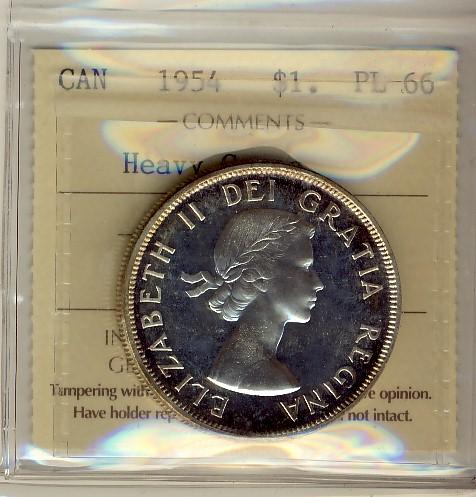 CAN 1954 $1. PL-66
COMMENTS
Heavy
ELIZABETH II DEI GRATIA REGINA
IN
Tampering with opinion.
Have holder not intact.